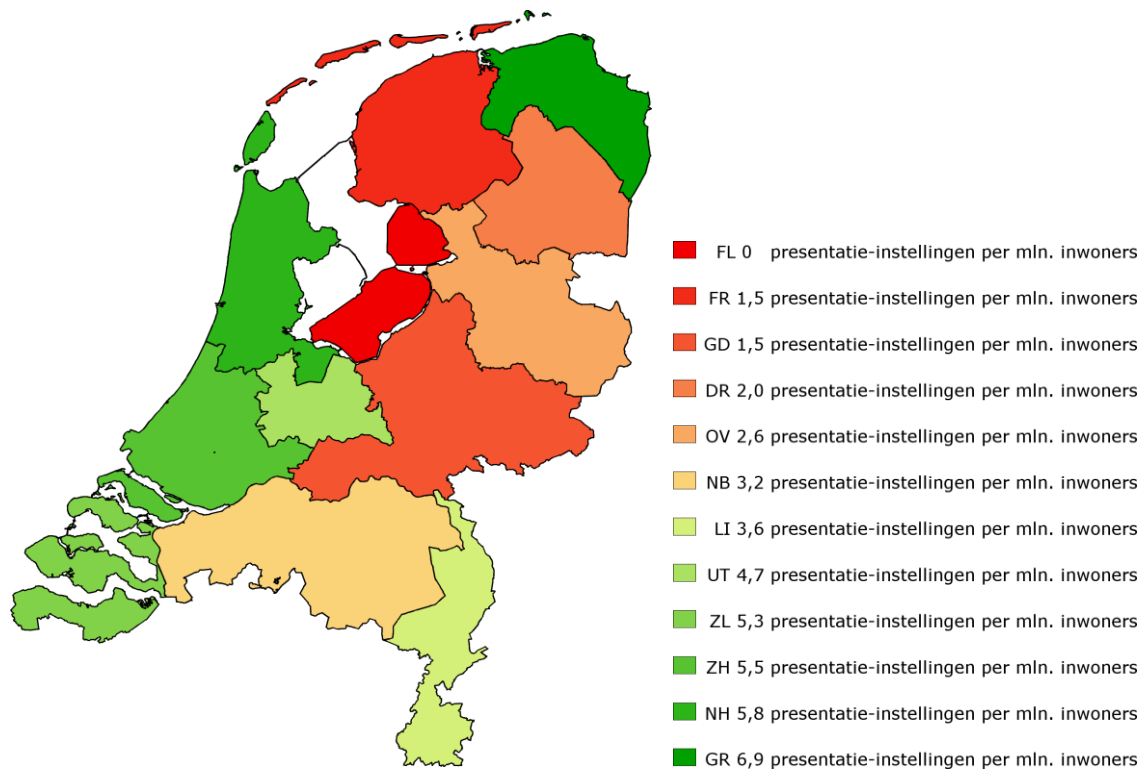 FL 0 presentatie-instellingen per mln. inwoners
FR 1,5 presentatie-instellingen per mln. inwoners
GD 1,5 presentatie-instellingen per mln. inwoners
DR 2,0 presentatie-instellingen per mln. inwoners
OV 2,6 presentatie-instellingen per mln. inwoners
NB 3,2 presentatie-instellingen per mln. inwoners
LI 3,6 presentatie-instellingen per mln. inwoners
UT 4,7 presentatie-instellingen per mln. inwoners
ZL 5,3 presentatie-instellingen per mln. inwoners
ZH 5,5 presentatie-instellingen per mln. inwoners
NH 5,8 presentatie-instellingen per mln. inwoners
GR 6,9 presentatie-instellingen per mln. inwoners